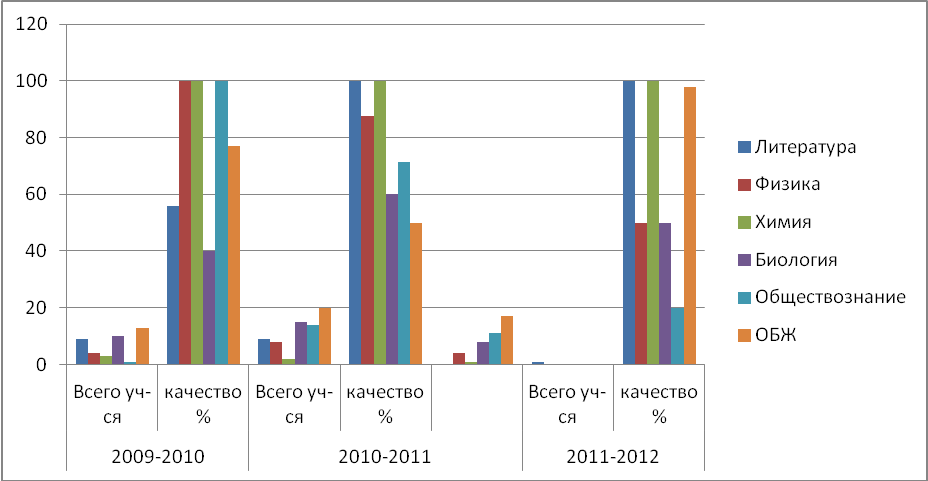 120
100
80
60
40
20
0
Всего уч-
ся
качество
%
Всего уч-
ся
качество
%
Всего уч-
ся
качество
%
2009-2010
2010-2011
2011-2012
Литература
Физика
Химия
Биология
Обществознание
ОБЖ